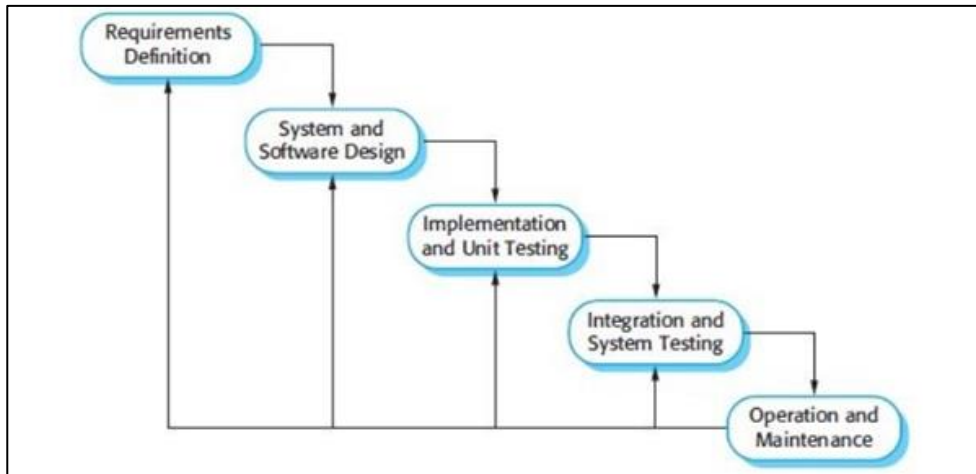 Requirements
Definition
System and
Software Design
Implementation
and Unit Testing
Integration and
System Testing
Operation and
Maintenance